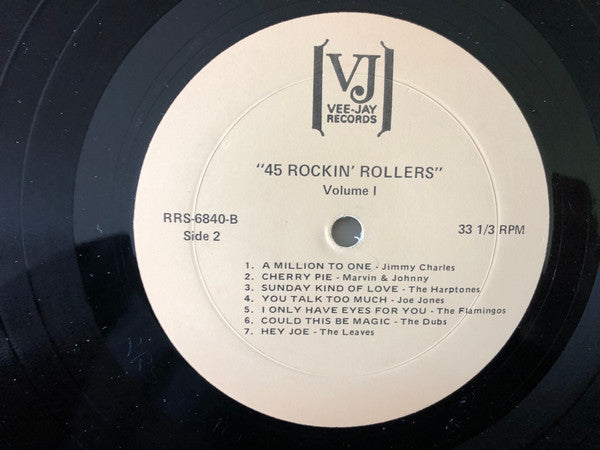 VJ
VEE-JAY
RECORDS
"45 ROCKIN' ROLLERS"
Volume I
RRS-6840-B
Side 2
33 1/3 RPM
1. A MILLION TO ONE - Jimmy Charles
2. CHERRY PIE - Marvin & Johnny
3. SUNDAY KIND OF LOVE - The Harptones
4. YOU TALK TOO MUCH - Joe Jones
5. I ONLY HAVE EYES FOR YOU - The Flamingos
6. COULD THIS BE MAGIC - The Dubs
7. HEY JOE - The Leaves